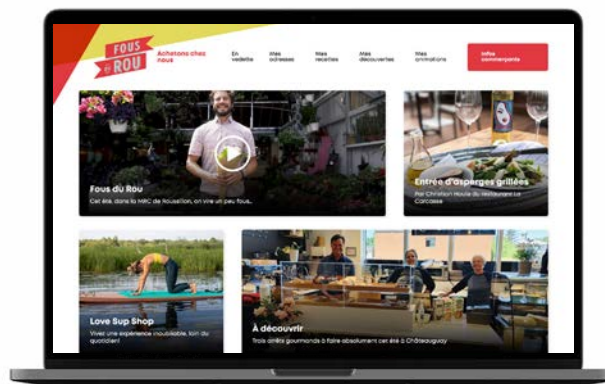 FOUS
DU ROU
Achetons chez
nous
En
vedette
Mes
adresses
Mes
recettes
Mes
découvertes
Mes
animations
Infos
commerçants
Fous du Rou
Cet été, dans la MRC de Roussillon, on vire un peu fous...
Entrée d'asperges grillées
Par Christian Houle du restaurant La
Carcasse
Love Sup Shop
Vivez une expérience inoubliable, loin du
quotidien!
À découvrir
Trois arrêts gourmands à faire absolument cet été à Châteauguay